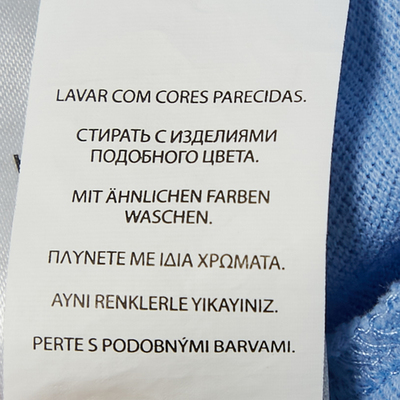 LAVAR COM CORES PARECIDAS.
СТИРАТЬ С ИЗДЕЛИЯМИ
ПОДОБНОГО ЦВЕТА.
MIT ÄHNLICHEN FARBEN
WASCHEN.
ΠΛΥΝΕΤΕ ΜΕ ΙΔΙΑ ΧΡΩΜΑΤΑ.
AYNI RENKLERLE YIKAYINIZ.
PERTE S PODOBNÝMI BARVAMI.